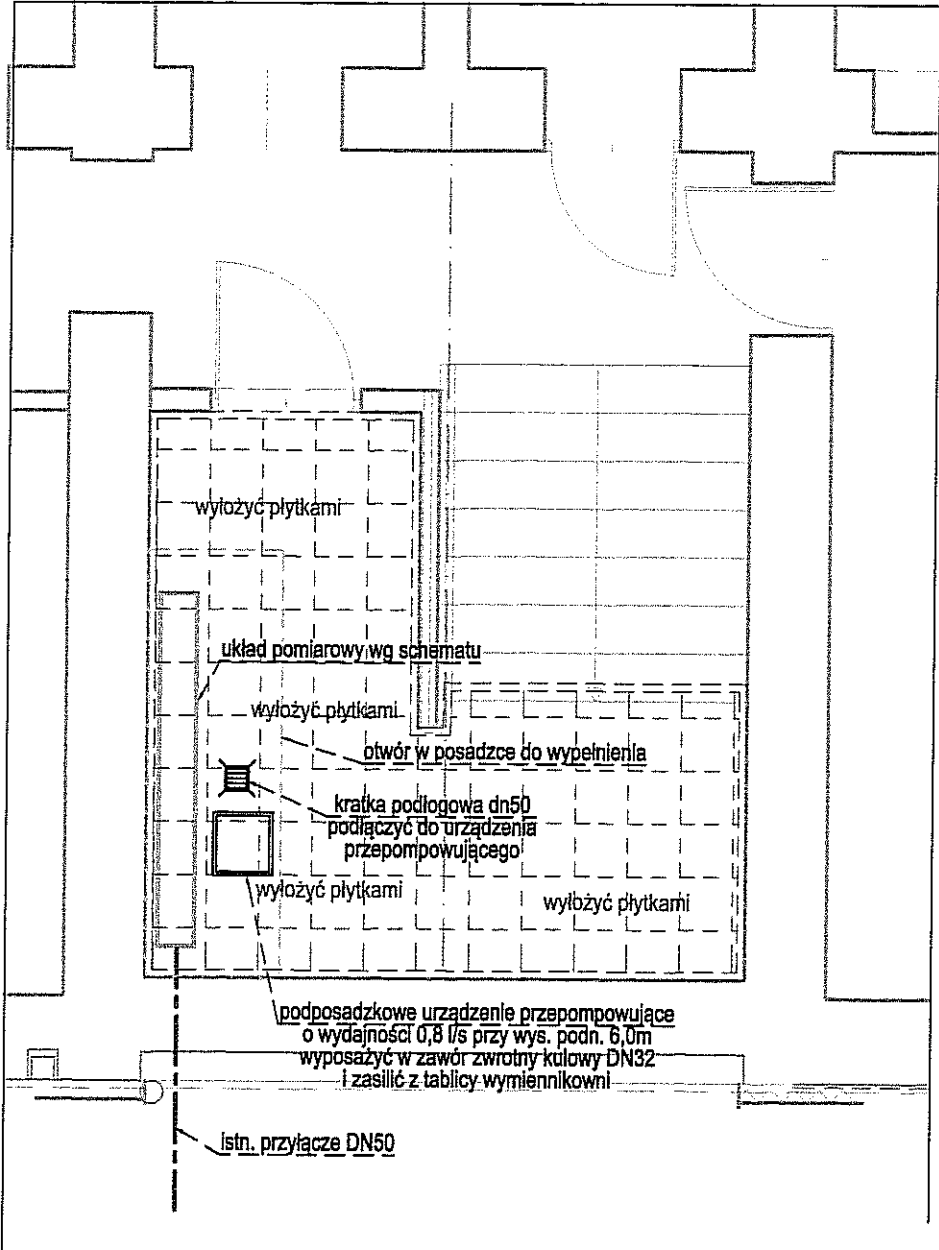 wyłożyć płytkami
układ pomiarowy wg schematu
wyłożyć płytkami
otwór w posadzce do wypełnienia
kratka podłogowa dn50
podłączyć do urządzenia
przepompowującego
wyłożyć płytkami
wyłożyć płytkami
podposadzkowe urządzenie przepompowujące
o wydajności 0,8 l/s przy wys. podn. 6,0m
wyposażyć w zawór zwrotny kulowy DN32
i zasilić z tablicy wymiennikowni
istn. przyłącze DN50